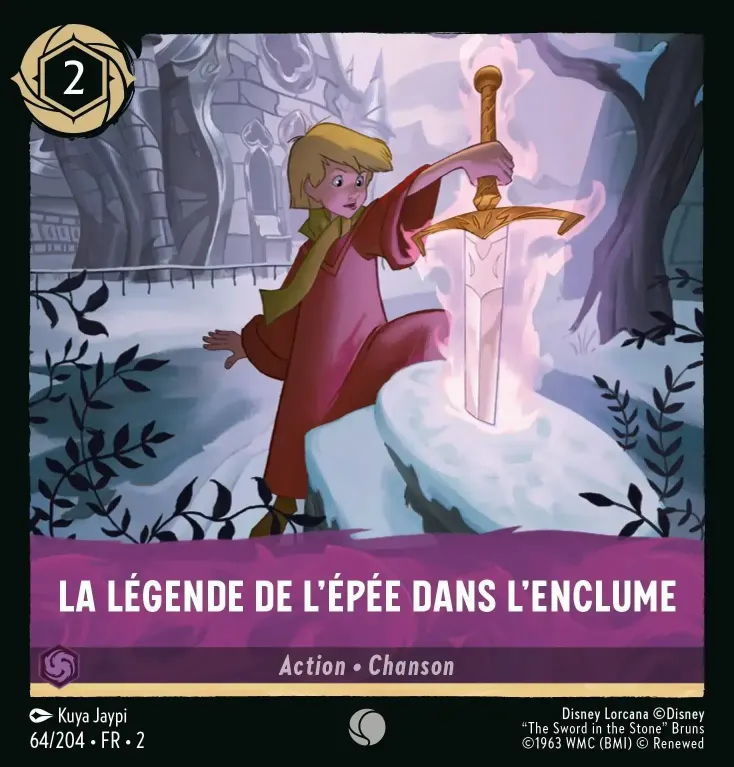 2
LA LÉGENDE DE L’ÉPÉE DANS L’ENCLUME
Action • Chanson
Kuya Jaypi
64/204 • FR • 2
Disney Lorcana ©Disney
“The Sword in the Stone” Bruns
©1963 WMC (BMI) © Renewed